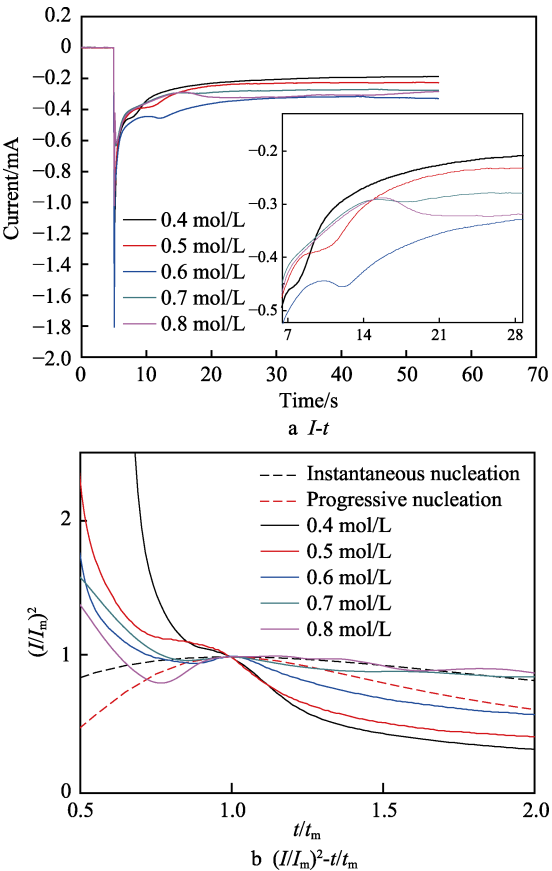 0.2
0
−0.2
−0.4
−0.6
−0.8
−1.0
−1.2
−1.4
−1.6
−1.8
−2.0
Current/mA
0.4 mol/L
0.5 mol/L
0.6 mol/L
0.7 mol/L
0.8 mol/L
−0.2
−0.3
−0.4
−0.5
7 14 21 28
0 10 20 30 40 50 60 70
Time/s
a I-t
2
1
0
(I/Im)²
Instantaneous nucleation
Progressive nucleation
0.4 mol/L
0.5 mol/L
0.6 mol/L
0.7 mol/L
0.8 mol/L
0.5 1.0 1.5 2.0
t/tm
b (I/Im)²-t/tm